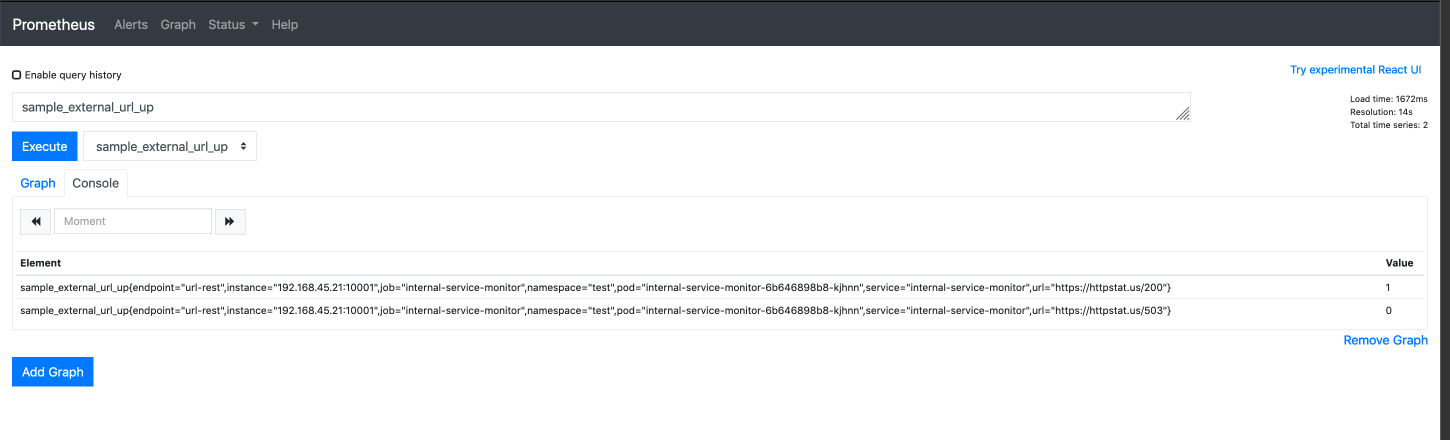 Prometheus Alerts Graph Status Help
Enable query history
Try experimental React UI
sample_external_url_up
Load time: 1672ms
Resolution: 14s
Total time series: 2
Execute sample_external_url_up
Graph Console
Moment
Element Value
sample_external_url_up{endpoint="url-rest",instance="192.168.45.21:10001",job="internal-service-monitor",namespace="test",pod="internal-service-monitor-6b646898b8-kjhnn",service="internal-service-monitor",url="https://httpstat.us/200"} 1
sample_external_url_up{endpoint="url-rest",instance="192.168.45.21:10001",job="internal-service-monitor",namespace="test",pod="internal-service-monitor-6b646898b8-kjhnn",service="internal-service-monitor",url="https://httpstat.us/503"} 0
Remove Graph
Add Graph